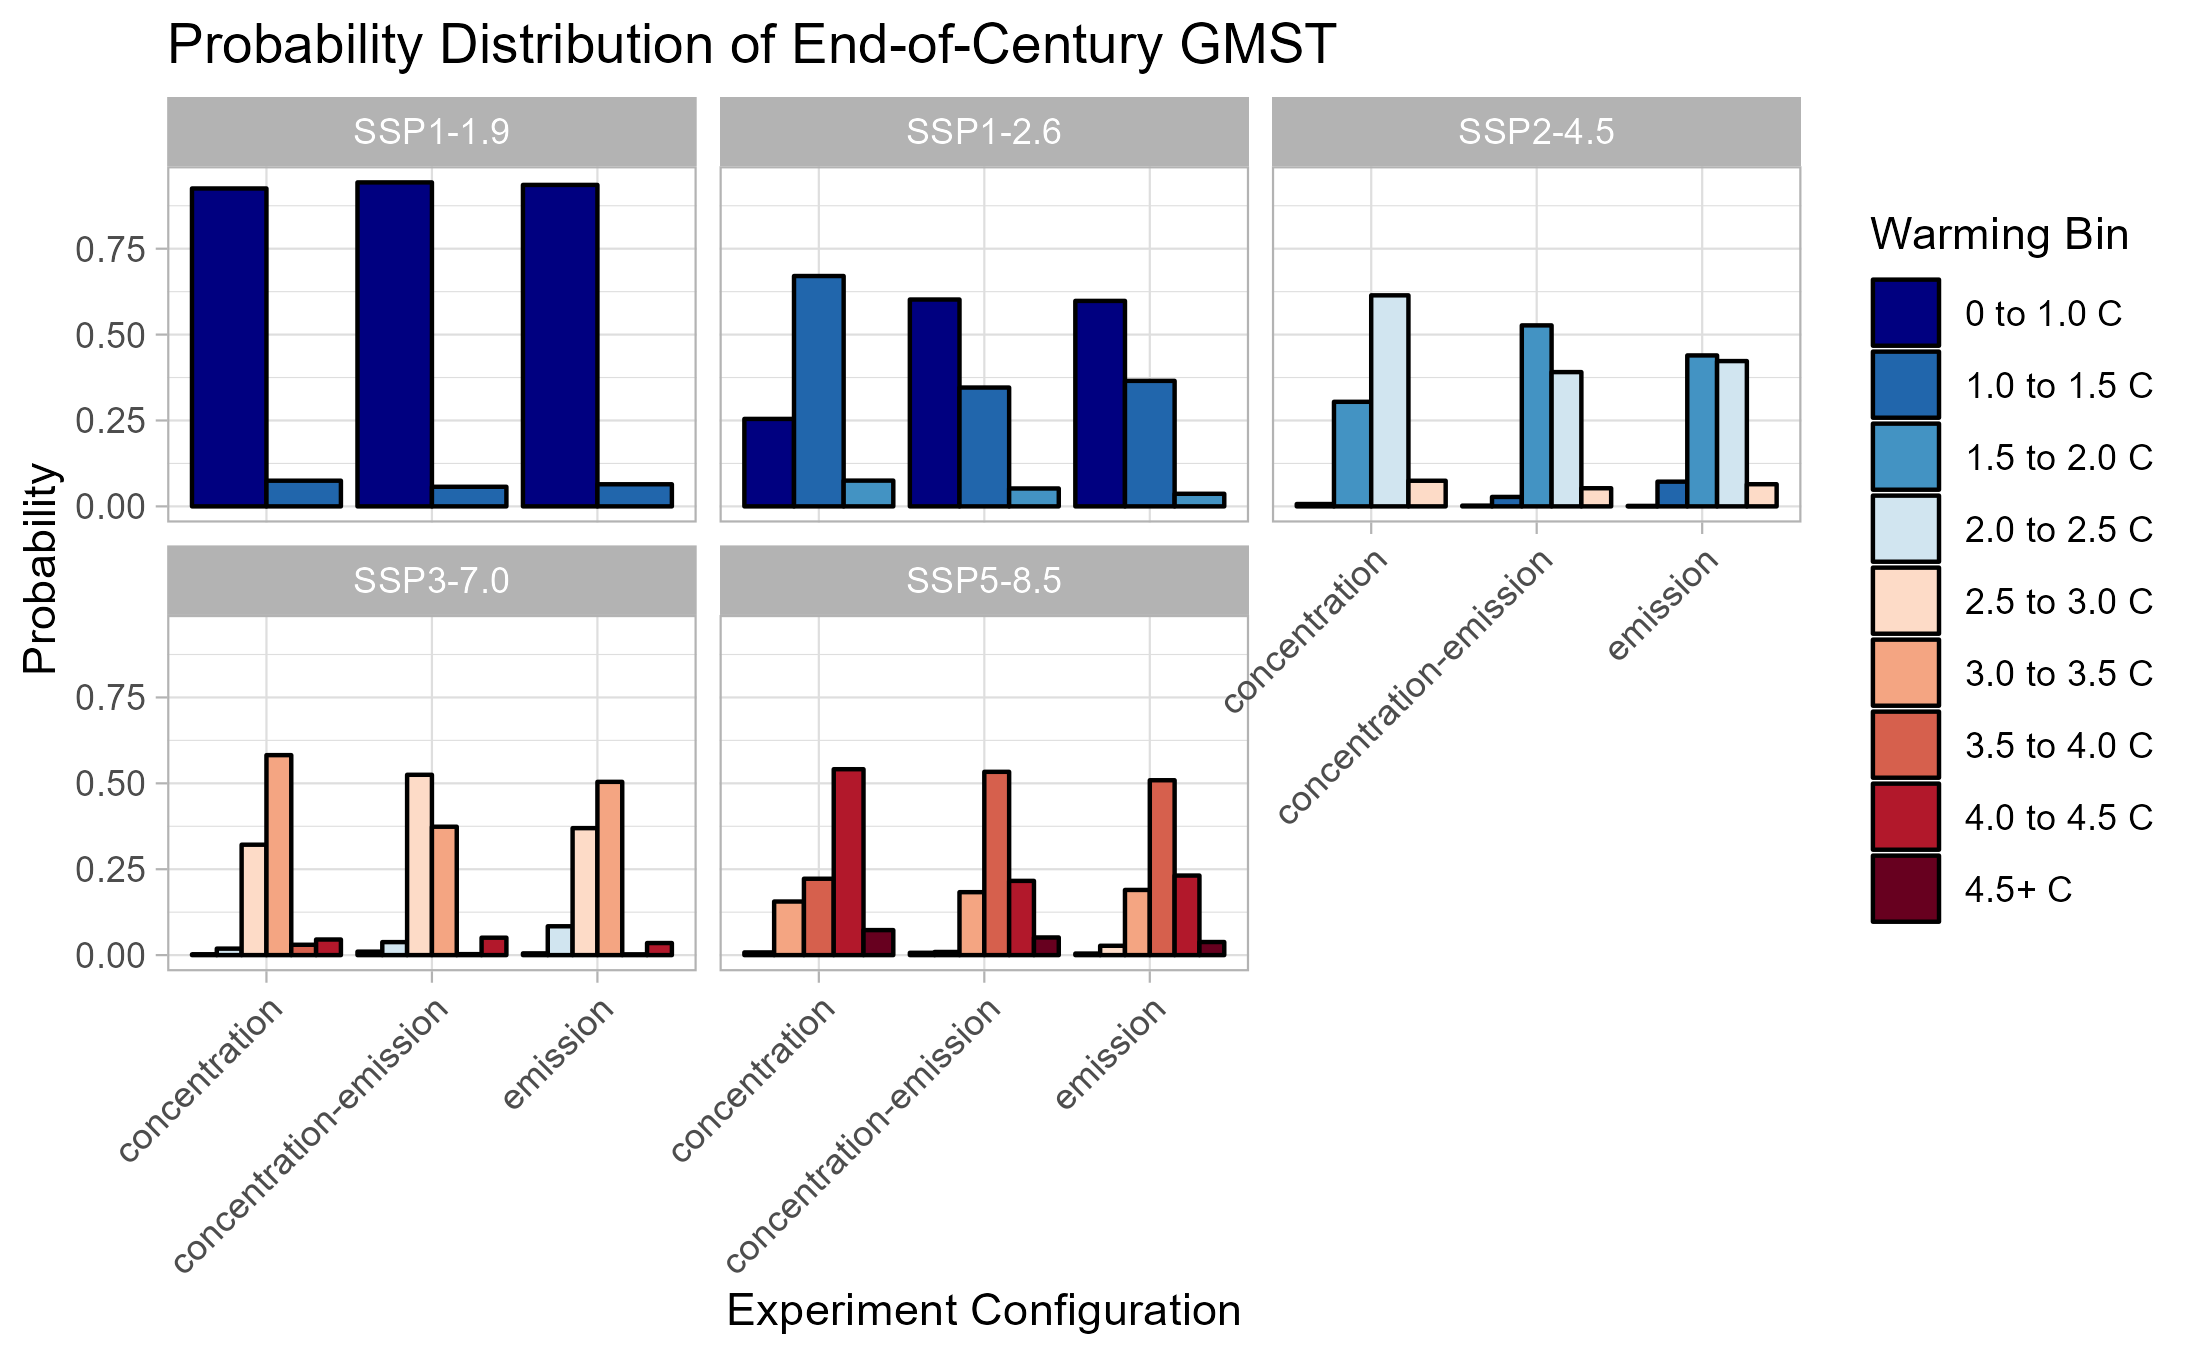 Probability Distribution of End-of-Century GMST
SSP1-1.9
SSP1-2.6
SSP2-4.5
0.75
0.50
0.25
0.00
concentration
concentration-emission
emission
SSP3-7.0
SSP5-8.5
0.75
0.50
0.25
0.00
concentration
concentration-emission
emission
concentration
concentration-emission
emission
Probability
Experiment Configuration
Warming Bin
0 to 1.0 C
1.0 to 1.5 C
1.5 to 2.0 C
2.0 to 2.5 C
2.5 to 3.0 C
3.0 to 3.5 C
3.5 to 4.0 C
4.0 to 4.5 C
4.5+ C